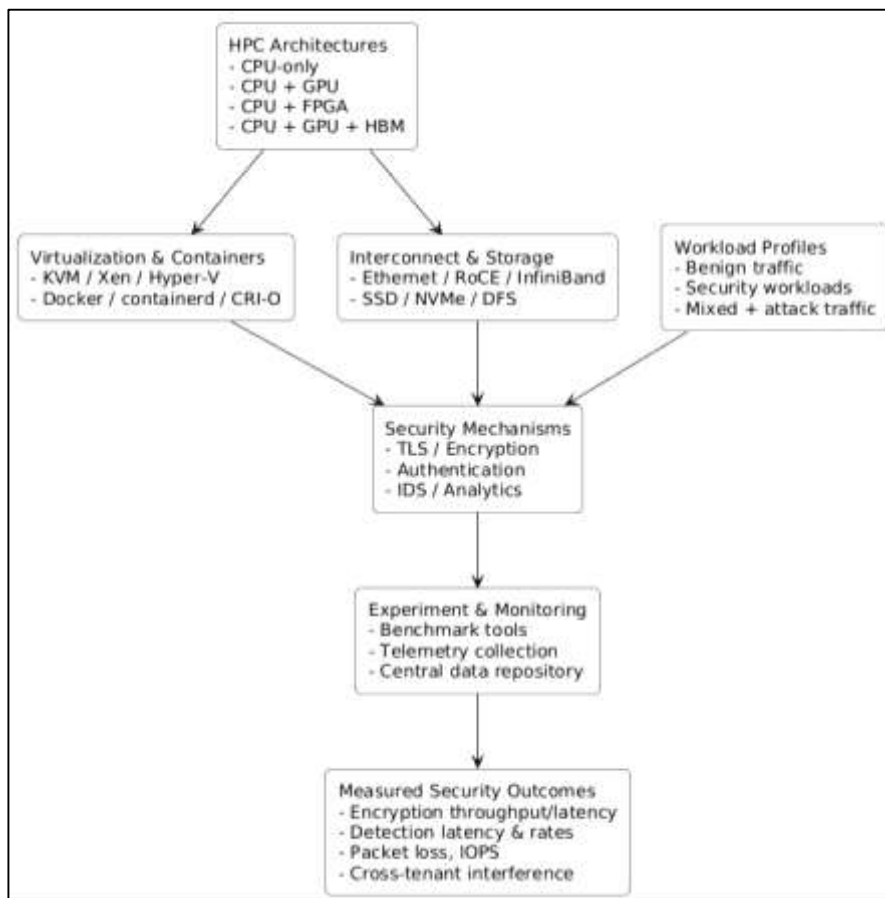 HPC Architectures
- CPU-only
- CPU + GPU
- CPU + FPGA
- CPU + GPU + HBM
Virtualization & Containers
- KVM / Xen / Hyper-V
- Docker / containerd / CRI-O
Interconnect & Storage
- Ethernet / RoCE / InfiniBand
- SSD / NVMe / DFS
Workload Profiles
- Benign traffic
- Security workloads
- Mixed + attack traffic
Security Mechanisms
- TLS / Encryption
- Authentication
- IDS / Analytics
Experiment & Monitoring
- Benchmark tools
- Telemetry collection
- Central data repository
Measured Security Outcomes
- Encryption throughput/latency
- Detection latency & rates
- Packet loss, IOPS
- Cross-tenant interference